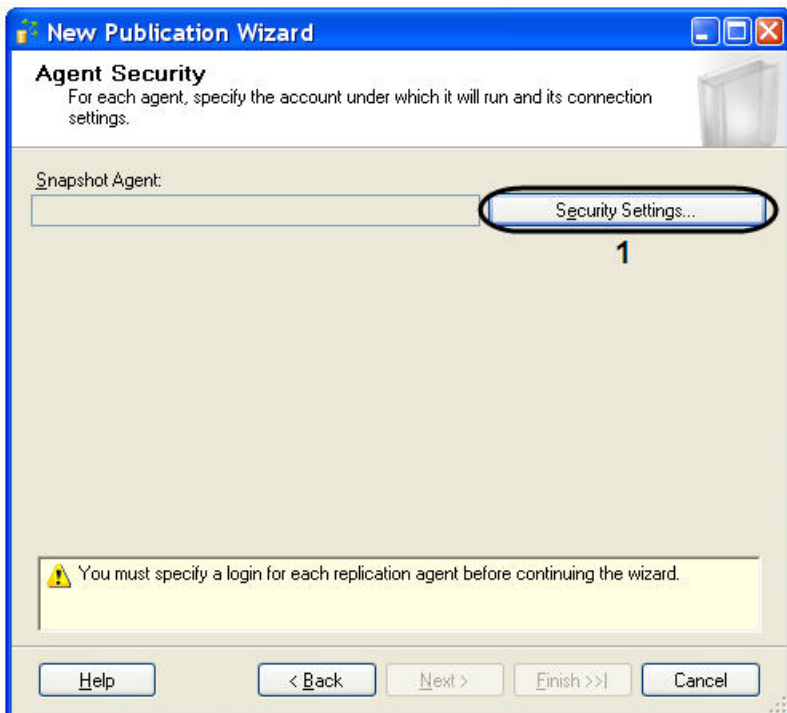 New Publication Wizard
Agent Security
For each agent, specify the account under which it will run and its connection
settings.
Snapshot Agent:
Security Settings...
1
You must specify a login for each replication agent before continuing the wizard.
Help
< Back
Next >
Finish >>|
Cancel